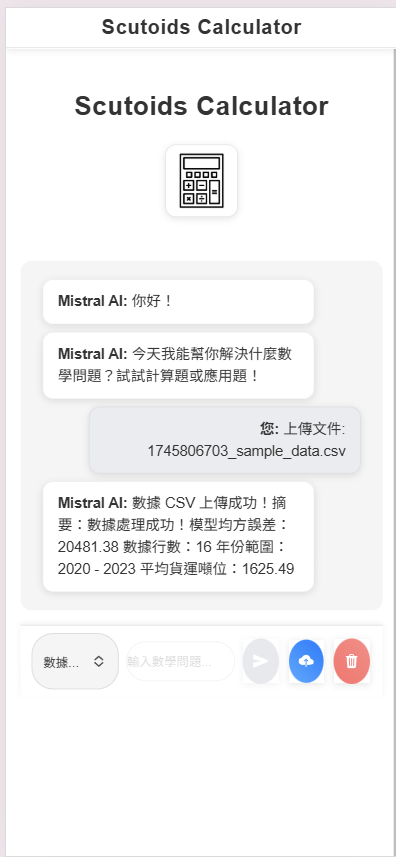 Scutoids Calculator
Scutoids Calculator
Mistral AI: 你好！
Mistral AI: 今天我能幫你解決什麼數
學問題？試試計算題或應用題！
您: 上傳文件:
1745806703_sample_data.csv
Mistral AI: 數據 CSV 上傳成功！摘
要：數據處理成功！模型均方誤差：
20481.38 數據行數：16 年份範圍：
2020 - 2023 平均貨運噸位：1625.49
數據...
輸入數學問題...